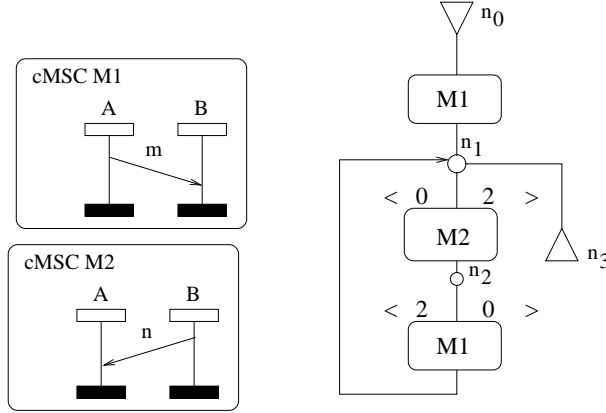 cMSC M1
A B
m
cMSC M2
A B
n
n0
M1
n1
< 0 2 >
M2
n2
n3
< 2 0 >
M1